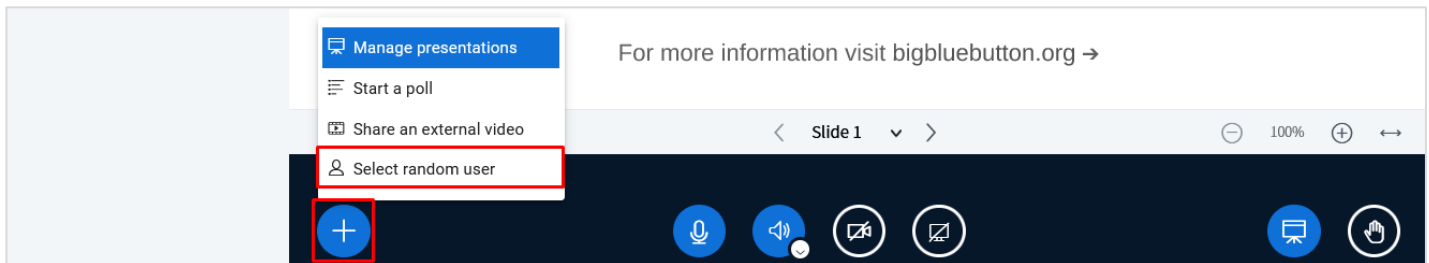 Manage presentations
For more information visit bigbluebutton.org →
Start a poll
Share an external video
Slide 1
100%
Select random user